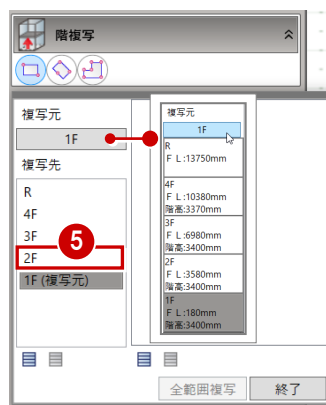 階複写
複写元
1F
複写先
R
4F
3F
5
2F
1F (複写元)
複写元
1F
R
F L :13750mm
4F
F L :10380mm
階高:3370mm
3F
F L :6980mm
階高:3400mm
2F
F L :3580mm
階高:3400mm
1F
F L :180mm
階高:3400mm
全範囲複写
終了